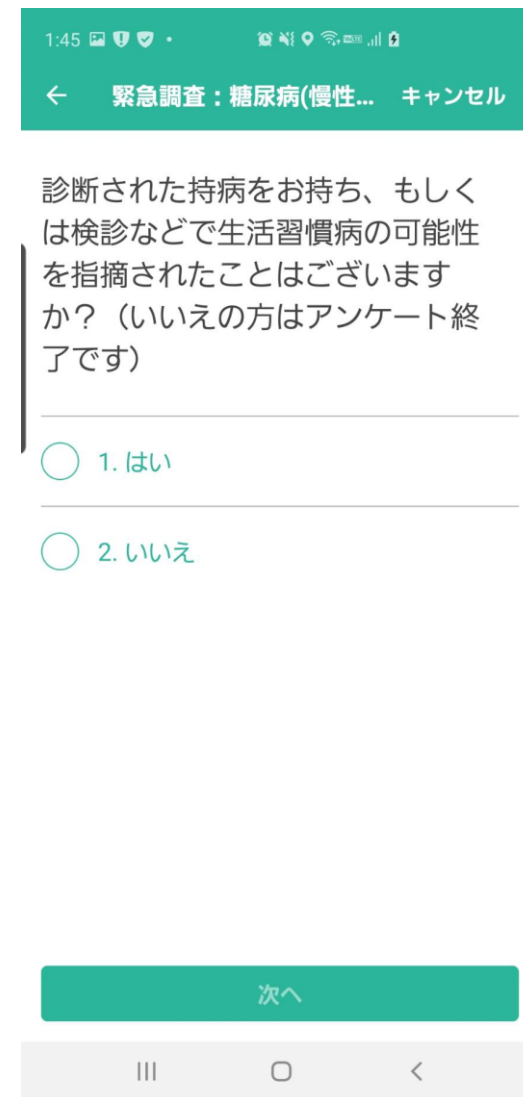 1:45
緊急調査：糖尿病(慢性... キャンセル
診断された持病をお持ち、もしく
は検診などで生活習慣病の可能性
を指摘されたことはございます
か？（いいえの方はアンケート終
了です）
1. はい
2. いいえ
次へ